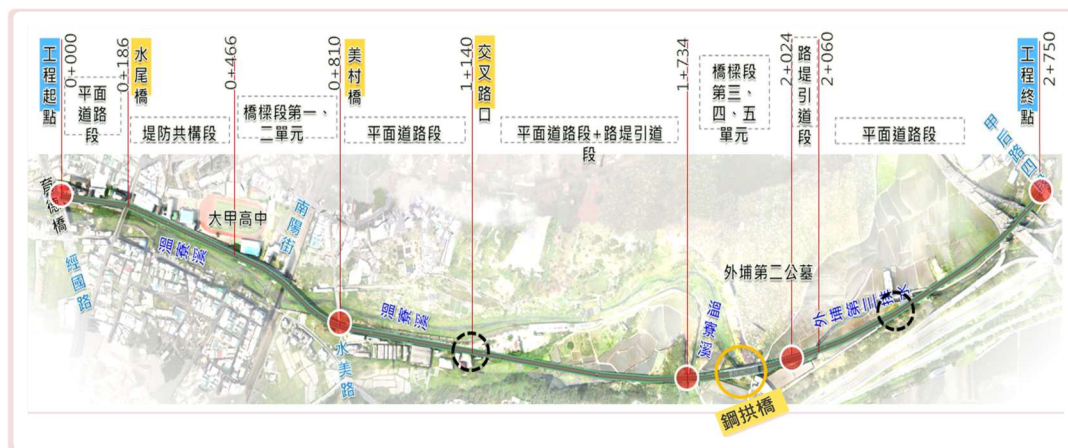 工程起點
0+000
平面
道路
段
0+186
水尾橋
堤防共構段
0+466
橋樑段第一、
二單元
0+810
美村橋
平面道路段
1+140
交叉路口
平面道路段+路堤引道
段
1+734
橋樑段
第三、
四、五
單元
2+024
路堤引道段
2+060
平面道路段
工程終點
2+750
大甲高中
南陽街
溫寮溪
經國路
水美路
溫寮溪
溫寮溪
外埔第二公墓
鋼拱橋